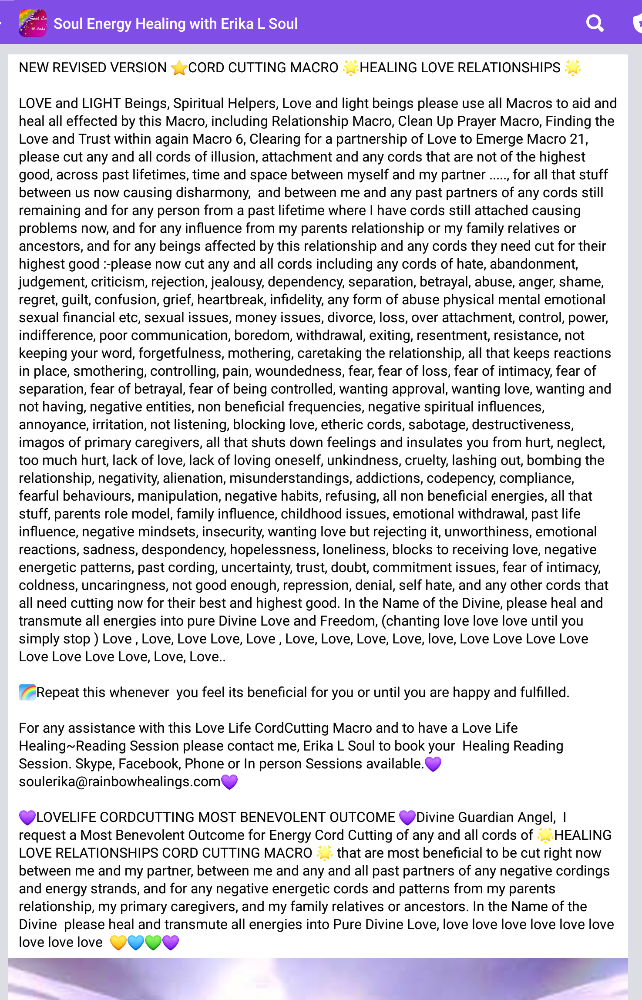 Soul Energy Healing with Erika L Soul
NEW REVISED VERSION ⭐CORD CUTTING MACRO 🌟HEALING LOVE RELATIONSHIPS 🌟
LOVE and LIGHT Beings, Spiritual Helpers, Love and light beings please use all Macros to aid and
heal all effected by this Macro, including Relationship Macro, Clean Up Prayer Macro, Finding the
Love and Trust within again Macro 6, Clearing for a partnership of Love to Emerge Macro 21,
please cut any and all cords of illusion, attachment and any cords that are not of the highest
good, across past lifetimes, time and space between myself and my partner ....., for all that stuff
between us now causing disharmony,  and between me and any past partners of any cords still
remaining and for any person from a past lifetime where I have cords still attached causing
problems now, and for any influence from my parents relationship or my family relatives or
ancestors, and for any beings affected by this relationship and any cords they need cut for their
highest good :-please now cut any and all cords including any cords of hate, abandonment,
judgement, criticism, rejection, jealousy, dependency, separation, betrayal, abuse, anger, shame,
regret, guilt, confusion, grief, heartbreak, infidelity, any form of abuse physical mental emotional
sexual financial etc, sexual issues, money issues, divorce, loss, over attachment, control, power,
indifference, poor communication, boredom, withdrawal, exiting, resentment, resistance, not
keeping your word, forgetfulness, mothering, caretaking the relationship, all that keeps reactions
in place, smothering, controlling, pain, woundedness, fear, fear of loss, fear of intimacy, fear of
separation, fear of betrayal, fear of being controlled, wanting approval, wanting love, wanting and
not having, negative entities, non beneficial frequencies, negative spiritual influences,
annoyance, irritation, not listening, blocking love, etheric cords, sabotage, destructiveness,
imagos of primary caregivers, all that shuts down feelings and insulates you from hurt, neglect,
too much hurt, lack of love, lack of loving oneself, unkindness, cruelty, lashing out, bombing the
relationship, negativity, alienation, misunderstandings, addictions, codepency, compliance,
fearful behaviours, manipulation, negative habits, refusing, all non beneficial energies, all that
stuff, parents role model, family influence, childhood issues, emotional withdrawal, past life
influence, negative mindsets, insecurity, wanting love but rejecting it, unworthiness, emotional
reactions, sadness, despondency, hopelessness, loneliness, blocks to receiving love, negative
energetic patterns, past cording, uncertainty, trust, doubt, commitment issues, fear of intimacy,
coldness, uncaringness, not good enough, repression, denial, self hate, and any other cords that
all need cutting now for their best and highest good. In the Name of the Divine, please heal and
transmute all energies into pure Divine Love and Freedom, (chanting love love love until you
simply stop ) Love , Love, Love Love, Love , Love, Love, Love, Love, love, Love Love Love Love
Love Love Love Love, Love, Love..
🌈Repeat this whenever  you feel its beneficial for you or until you are happy and fulfilled.
For any assistance with this Love Life CordCutting Macro and to have a Love Life
Healing~Reading Session please contact me, Erika L Soul to book your  Healing Reading
Session. Skype, Facebook, Phone or In person Sessions available.💜
soulerika@rainbowhealings.com💜
💜LOVELIFE CORDCUTTING MOST BENEVOLENT OUTCOME 💜Divine Guardian Angel,  I
request a Most Benevolent Outcome for Energy Cord Cutting of any and all cords of 🌟HEALING
LOVE RELATIONSHIPS CORD CUTTING MACRO 🌟 that are most beneficial to be cut right now
between me and my partner, between me and any and all past partners of any negative cordings
and energy strands, and for any negative energetic cords and patterns from my parents
relationship, my primary caregivers, and my family relatives or ancestors. In the Name of the
Divine  please heal and transmute all energies into Pure Divine Love, love love love love love love
love love love  💛💙💚💜